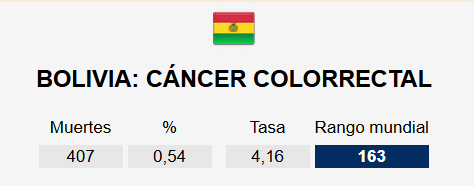 BOLIVIA: CÁNCER COLORRECTAL
Muertes % Tasa Rango mundial
407 0,54 4,16 163